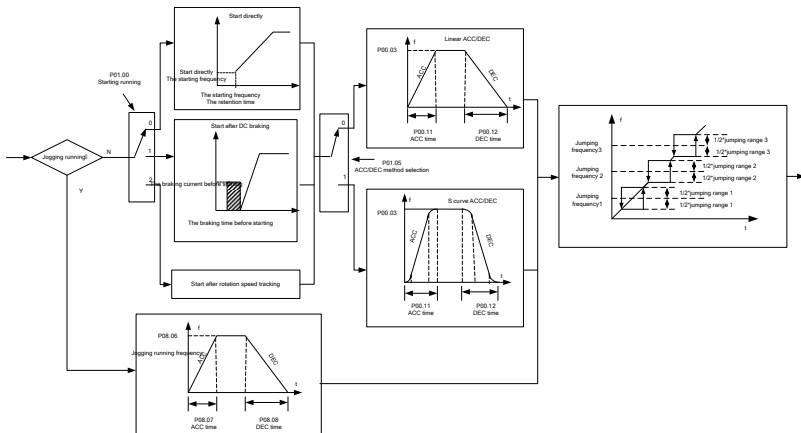 Start directly
Start directly
The starting frequency
The starting frequency
The retention time
P01.00
Starting running
0
1
2
Jogging running?
N
Y
Start after DC braking
The braking current before
The braking time before starting
Start after rotation speed tracking
0
1
P01.05
ACC/DEC method selection
Linear ACC/DEC
P00.03
f
ACC
DEC
t
P00.11
ACC time
P00.12
DEC time
S curve ACC/DEC
P00.03
f
ACC
DEC
t
P00.11
ACC time
P00.12
DEC time
P08.06
f
Jogging running frequency
ACC
DEC
t
P08.07
ACC time
P08.08
DEC time
f
Jumping
frequency3
Jumping
frequency 2
Jumping
frequency1
1/2*jumping range 3
1/2*jumping range 3
1/2*jumping range 2
1/2*jumping range 2
1/2*jumping range 1
1/2*jumping range 1
t